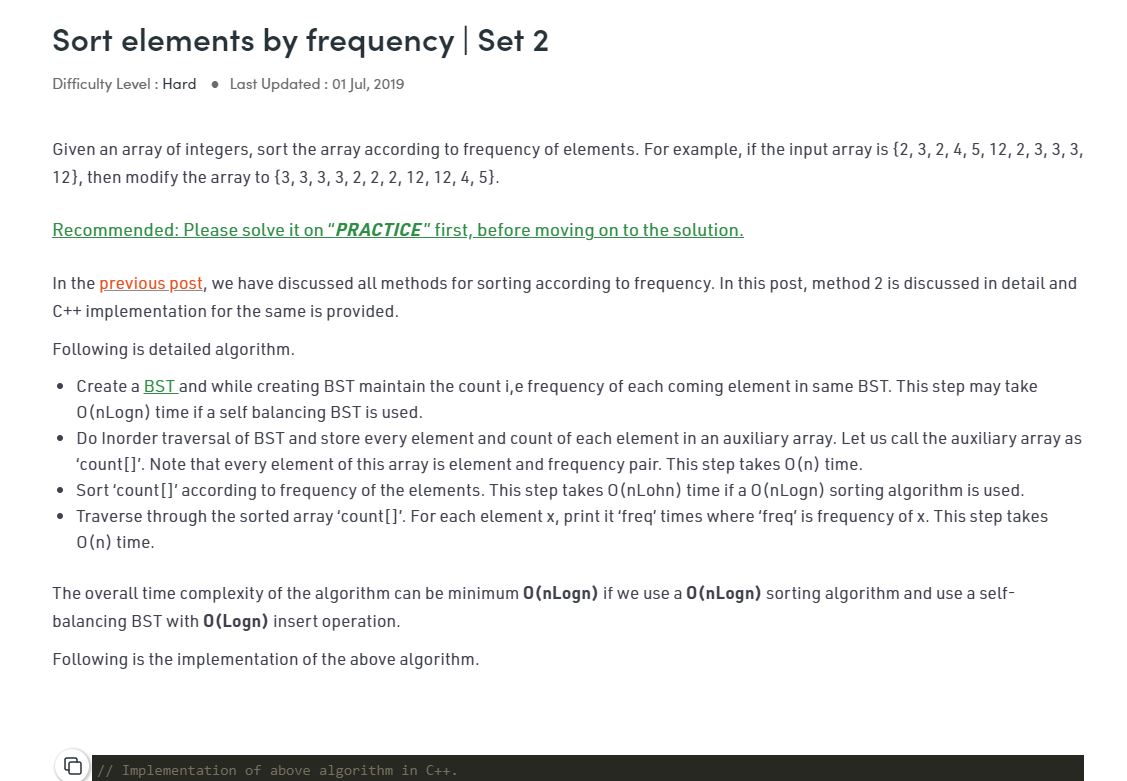 Sort elements by frequency | Set 2
Difficulty Level : Hard ● Last Updated : 01 Jul, 2019
Given an array of integers, sort the array according to frequency of elements. For example, if the input array is {2, 3, 2, 4, 5, 12, 2, 3, 3, 3,
12}, then modify the array to {3, 3, 3, 3, 2, 2, 2, 12, 12, 4, 5}.
Recommended: Please solve it on “PRACTICE” first, before moving on to the solution.
In the previous post, we have discussed all methods for sorting according to frequency. In this post, method 2 is discussed in detail and
C++ implementation for the same is provided.
Following is detailed algorithm.
• Create a BST and while creating BST maintain the count i,e frequency of each coming element in same BST. This step may take
O(nLogn) time if a self balancing BST is used.
• Do Inorder traversal of BST and store every element and count of each element in an auxiliary array. Let us call the auxiliary array as
‘count[]’. Note that every element of this array is element and frequency pair. This step takes O(n) time.
• Sort ‘count[]’ according to frequency of the elements. This step takes O(nLohn) time if a O(nLogn) sorting algorithm is used.
• Traverse through the sorted array ‘count[]’. For each element x, print it ‘freq’ times where ‘freq’ is frequency of x. This step takes
O(n) time.
The overall time complexity of the algorithm can be minimum O(nLogn) if we use a O(nLogn) sorting algorithm and use a self-
balancing BST with O(Logn) insert operation.
Following is the implementation of the above algorithm.
// Implementation of above algorithm in C++.